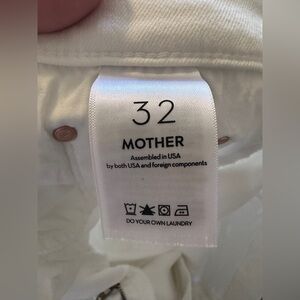 32
MOTHER
Assembled in USA
by both USA and foreign components
DO YOUR OWN LAUNDRY